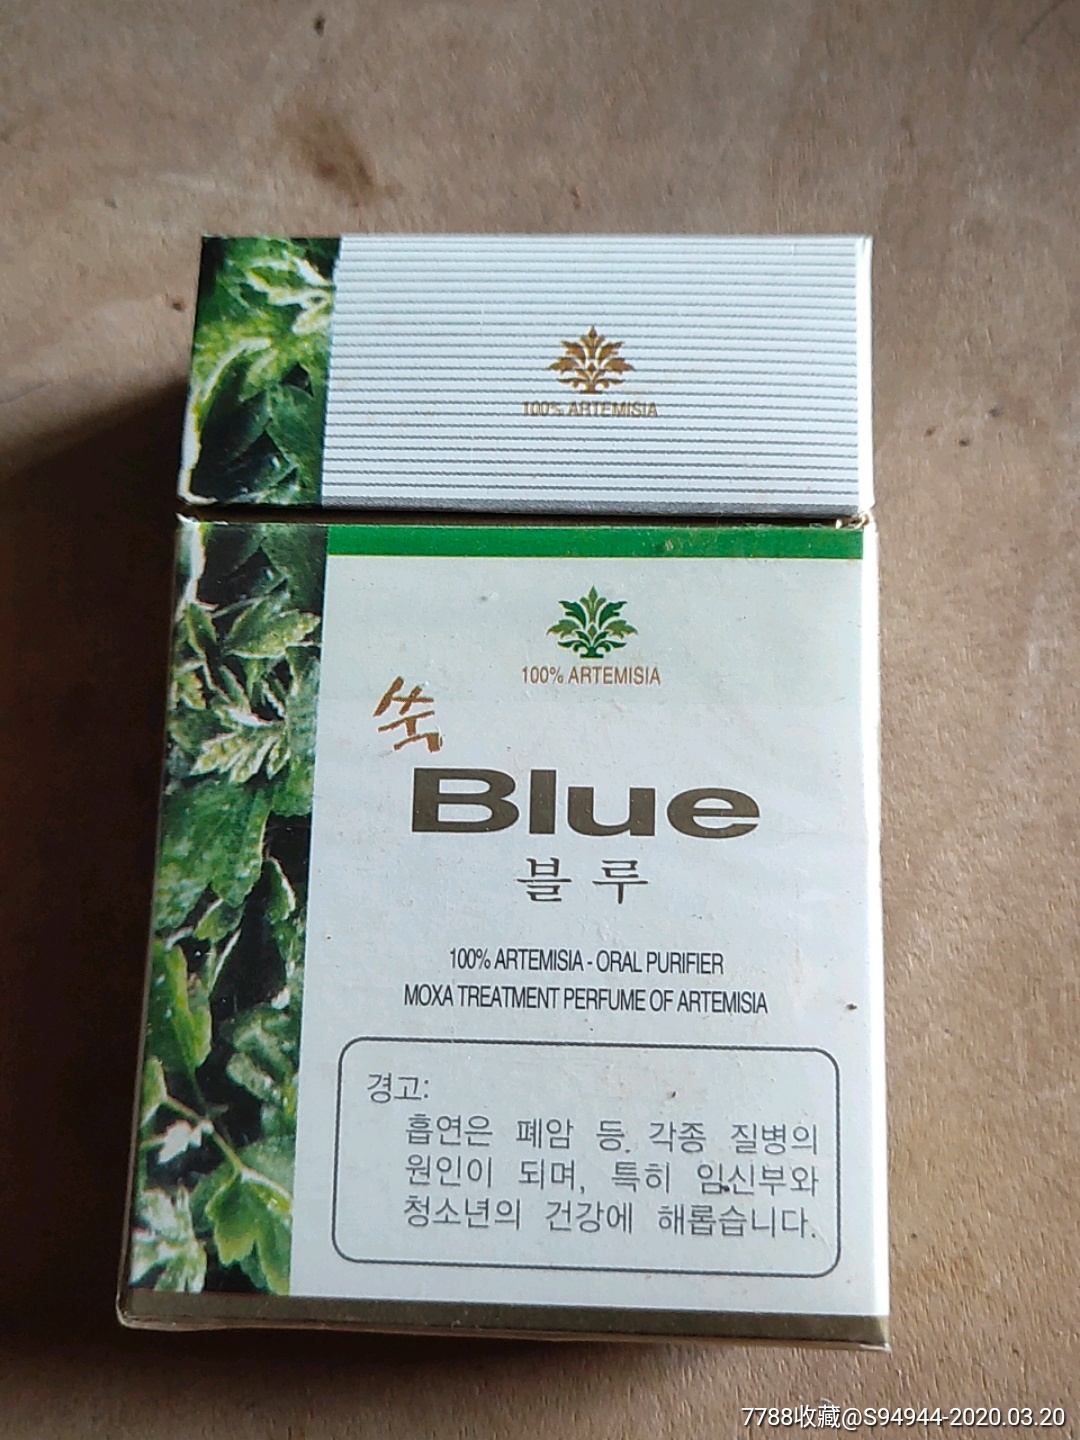 100% ARTEMISIA
100% ARTEMISIA
쑥
Blue
블루
100% ARTEMISIA - ORAL PURIFIER
MOXA TREATMENT PERFUME OF ARTEMISIA
경고:
흡연은 폐암 등 각종 질병의
원인이 되며, 특히 임신부와
청소년의 건강에 해롭습니다.
7788收藏@S94944-2020.03.20